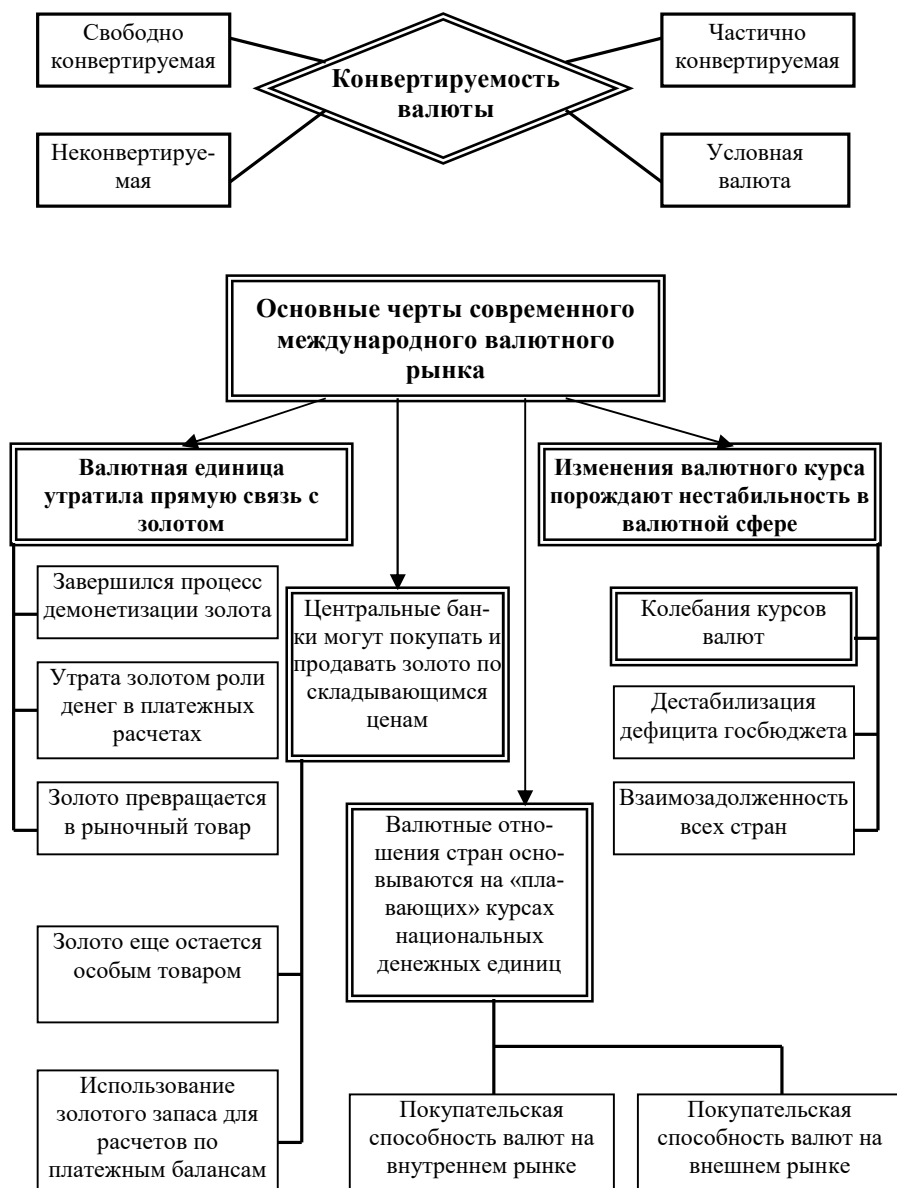 Свободно
конвертируемая
Частично
конвертируемая
Конвертируемость
валюты
Неконвертируе-
мая
Условная
валюта
Основные черты современного
международного валютного
рынка
Валютная единица
утратила прямую связь с
золотом
Изменения валютного курса
порождают нестабильность в
валютной сфере
Завершился процесс
демонетизации золота
Утрата золотом роли
денег в платежных
расчетах
Золото превращается
в рыночный товар
Центральные бан-
ки могут покупать и
продавать золото по
складывающимся
ценам
Колебания курсов
валют
Дестабилизация
дефицита госбюджета
Взаимозадолженность
всех стран
Валютные отно-
шения стран осно-
вываются на «пла-
вающих» курсах
национальных
денежных единиц
Золото еще остается
особым товаром
Использование
золотого запаса для
расчетов по
платежным балансам
Покупательская
способность валют на
внутреннем рынке
Покупательская
способность валют на
внешнем рынке